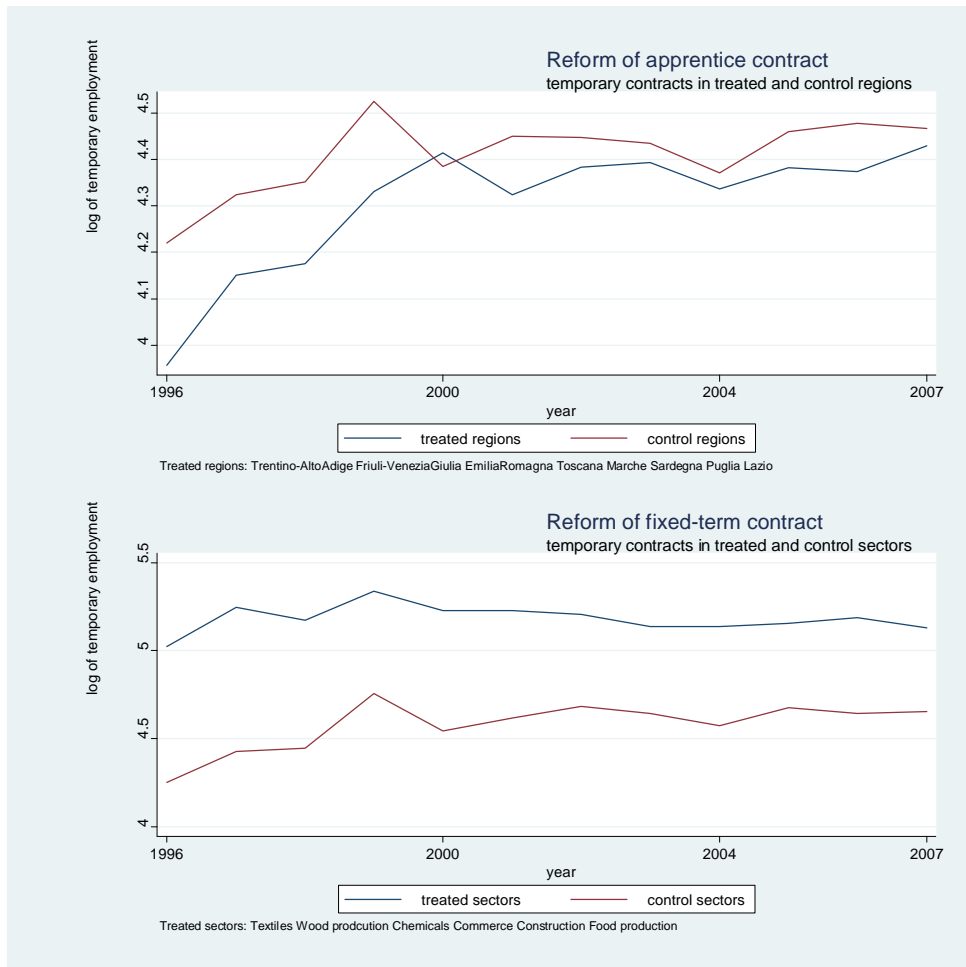 Reform of apprentice contract
temporary contracts in treated and control regions
log of temporary employment
4.5
4.4
4.3
4.2
4.1
4
1996 2000 2004 2007
year
treated regions control regions
Treated regions: Trentino-AltoAdige Friuli-VeneziaGiulia EmiliaRomagna Toscana Marche Sardegna Puglia Lazio
Reform of fixed-term contract
temporary contracts in treated and control sectors
log of temporary employment
5.5
5
4.5
4
1996 2000 2004 2007
year
treated sectors control sectors
Treated sectors: Textiles Wood prodcution Chemicals Commerce Construction Food production